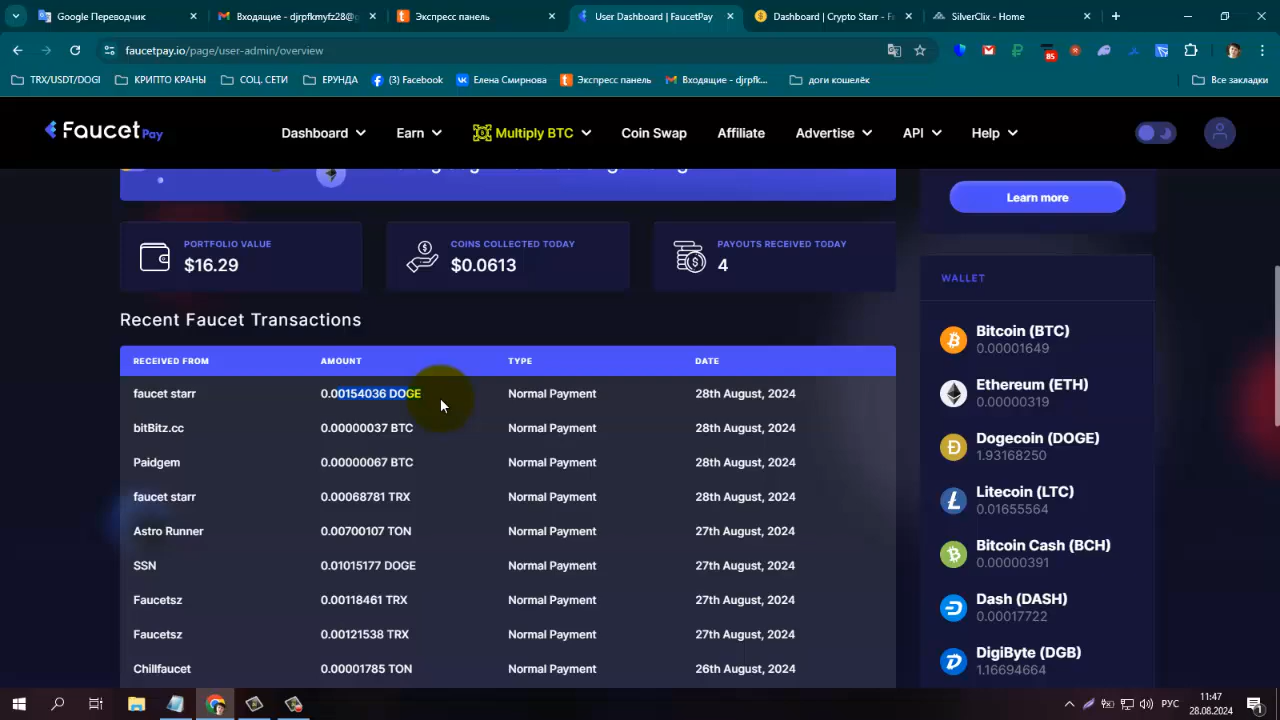 Google Переводчик
Входящие - djrpkmyfz28@g
Экспресс панель
User Dashboard | FaucetPay
Dashboard | Crypto Starr - Fr
SilverClix - Home
faucetpay.io/page/user-admin/overview
85
TRX/USDT/DOGI
КРИПТО КРАНЫ
СОЦ. СЕТИ
ЕРУНДА
(3) Facebook
Елена Смирнова
Экспресс панель
Входящие - djrpfk...
доги кошелёк
Все закладки
Faucet Pay
Dashboard
Earn
Multiply BTC
Coin Swap
Affiliate
Advertise
API
Help
Learn more
PORTFOLIO VALUE
$16.29
COINS COLLECTED TODAY
$0.0613
PAYOUTS RECEIVED TODAY
4
Recent Faucet Transactions
RECEIVED FROM AMOUNT TYPE DATE
faucet starr 0.00154036 DOGE Normal Payment 28th August, 2024
bitBitz.cc 0.00000037 BTC Normal Payment 28th August, 2024
Paidgem 0.00000067 BTC Normal Payment 28th August, 2024
faucet starr 0.00068781 TRX Normal Payment 28th August, 2024
Astro Runner 0.00700107 TON Normal Payment 27th August, 2024
SSN 0.01015177 DOGE Normal Payment 27th August, 2024
Faucetsz 0.00118461 TRX Normal Payment 27th August, 2024
Faucetsz 0.00121538 TRX Normal Payment 27th August, 2024
Chillfaucet 0.00001785 TON Normal Payment 26th August, 2024
WALLET
Bitcoin (BTC)
0.00001649
Ethereum (ETH)
0.00000319
Dogecoin (DOGE)
1.93168250
Litecoin (LTC)
0.01655564
Bitcoin Cash (BCH)
0.00000391
Dash (DASH)
0.00017722
DigiByte (DGB)
1.16694664
РУС
11:47
28.08.2024
1